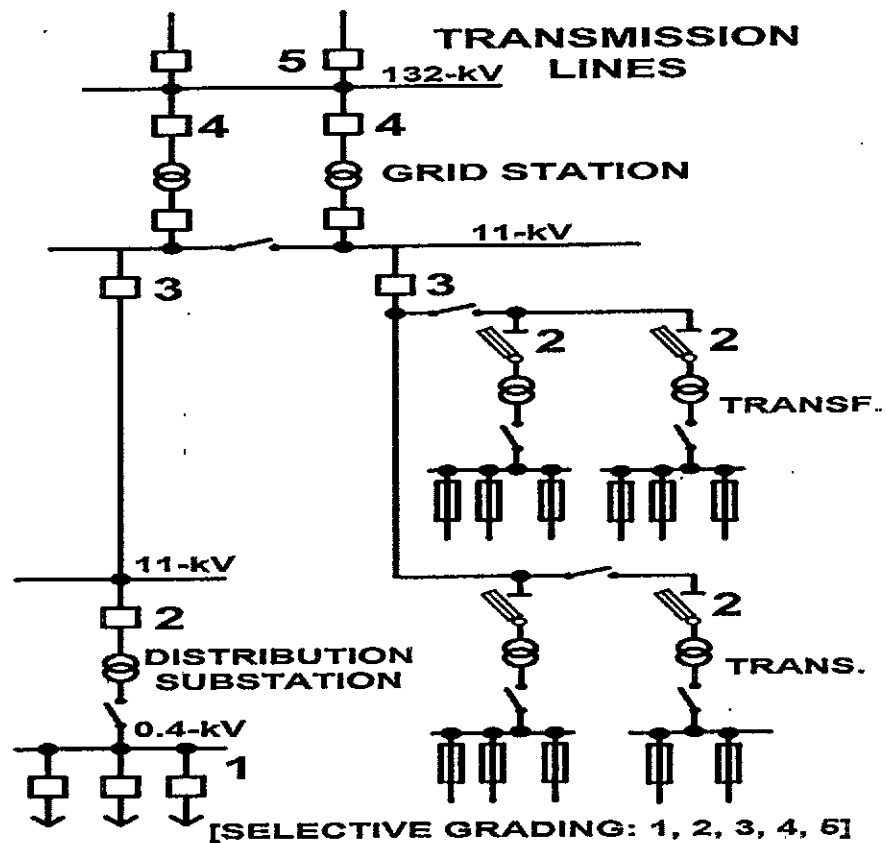 TRANSMISSION
LINES
5
132-kV
4
4
GRID STATION
11-kV
3
3
2
2
TRANSF.
11-kV
2
2
DISTRIBUTION
SUBSTATION
TRANS.
0.4-kV
1
[SELECTIVE GRADING: 1, 2, 3, 4, 5]